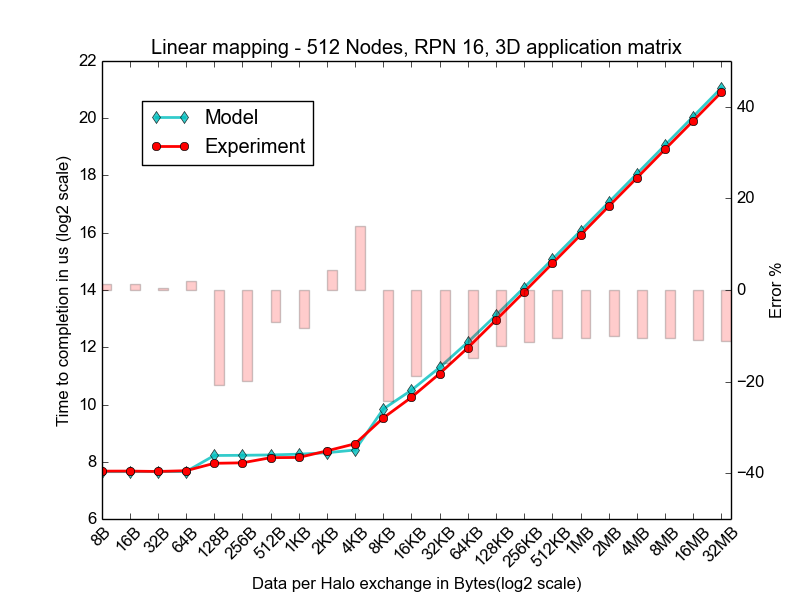 Linear mapping - 512 Nodes, RPN 16, 3D application matrix
22
20
18
16
14
12
10
8
6
Time to completion in us (log2 scale)
Model
Experiment
40
20
0
−20
−40
Error %
8B
16B
32B
64B
128B
256B
512B
1KB
2KB
4KB
8KB
16KB
32KB
64KB
128KB
256KB
512KB
1MB
2MB
4MB
8MB
16MB
32MB
Data per Halo exchange in Bytes(log2 scale)